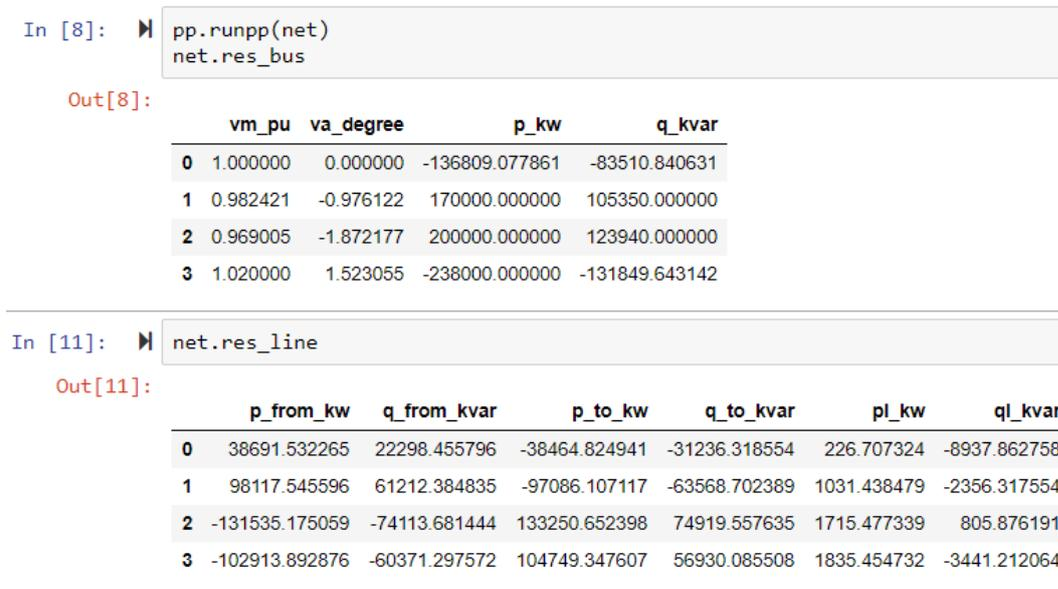 In [8]: pp.runpp(net)
net.res_bus
Out[8]:
vm_pu va_degree p_kw q_kvar
0 1.000000 0.000000 -136809.077861 -83510.840631
1 0.982421 -0.976122 170000.000000 105350.000000
2 0.969005 -1.872177 200000.000000 123940.000000
3 1.020000 1.523055 -238000.000000 -131849.643142
In [11]: net.res_line
Out[11]:
p_from_kw q_from_kvar p_to_kw q_to_kvar pl_kw ql_kvar
0 38691.532265 22298.455796 -38464.824941 -31236.318554 226.707324 -8937.862758
1 98117.545596 61212.384835 -97086.107117 -63568.702389 1031.438479 -2356.317554
2 -131535.175059 -74113.681444 133250.652398 74919.557635 1715.477339 805.876191
3 -102913.892876 -60371.297572 104749.347607 56930.085508 1835.454732 -3441.212064